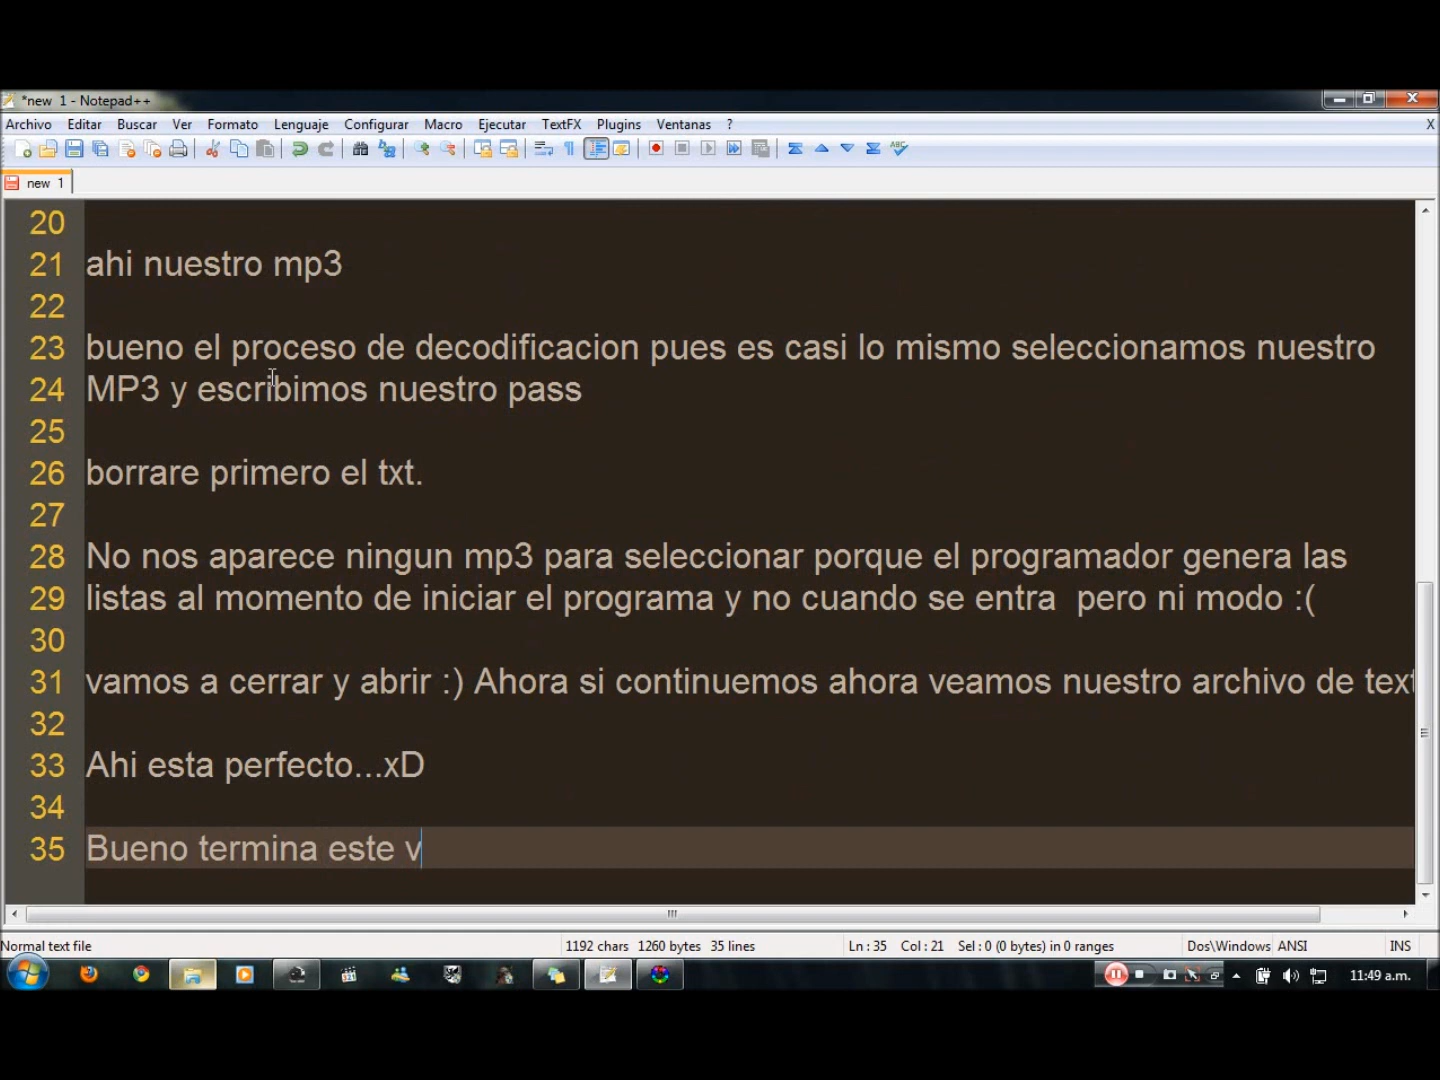 *new 1 - Notepad++
Archivo Editar Buscar Ver Formato Lenguaje Configurar Macro Ejecutar TextFX Plugins Ventanas ? X
new 1
20
21 ahi nuestro mp3
22
23 bueno el proceso de decodificacion pues es casi lo mismo seleccionamos nuestro
24 MP3 y escribimos nuestro pass
25
26 borrare primero el txt.
27
28 No nos aparece ningun mp3 para seleccionar porque el programador genera las
29 listas al momento de iniciar el programa y no cuando se entra  pero ni modo :(
30
31 vamos a cerrar y abrir :) Ahora si continuemos ahora veamos nuestro archivo de text
32
33 Ahi esta perfecto...xD
34
35 Bueno termina este v
Normal text file 1192 chars 1260 bytes 35 lines Ln : 35 Col : 21 Sel : 0 (0 bytes) in 0 ranges Dos\Windows ANSI INS
11:49 a.m.